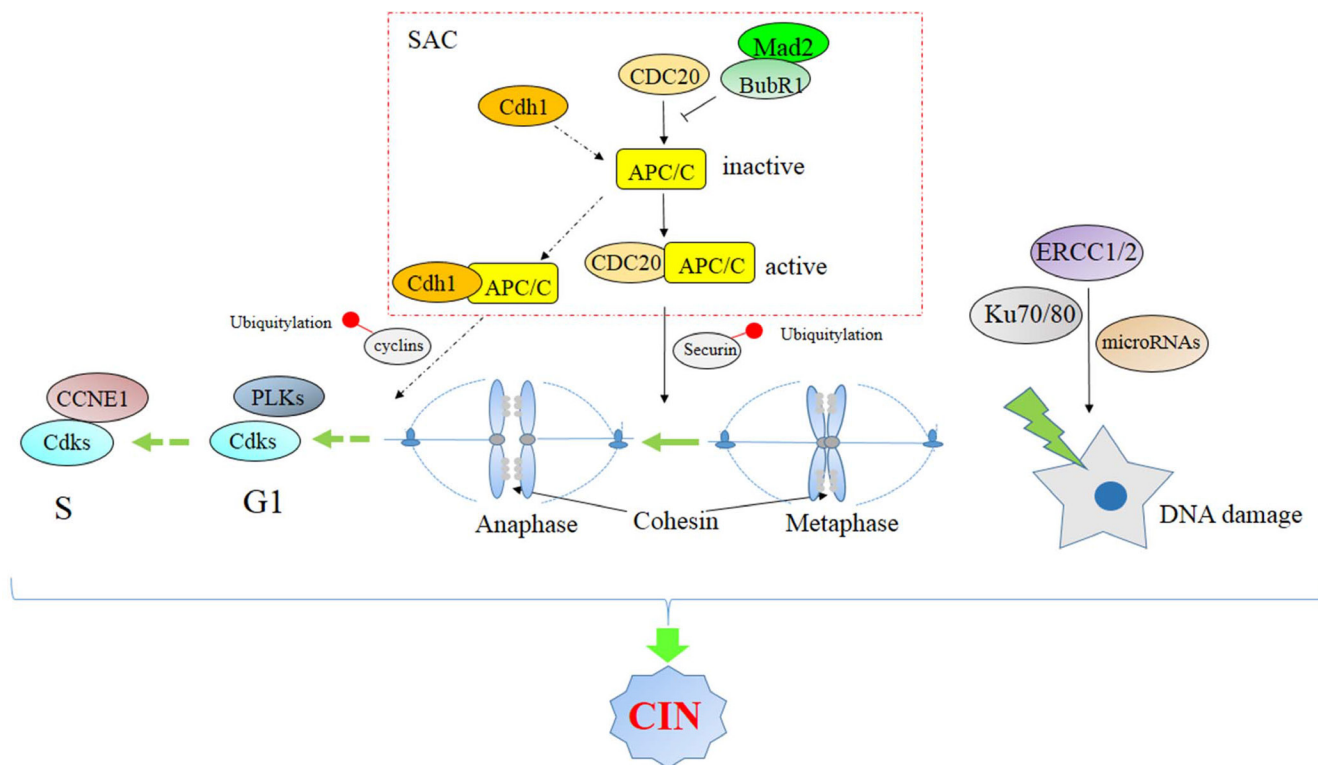 SAC
Mad2
CDC20
BubR1
Cdh1
APC/C
inactive
ERCC1/2
CDC20
APC/C
active
Cdh1
APC/C
Ku70/80
microRNAs
Ubiquitylation
cyclins
Securin
Ubiquitylation
CCNE1
PLKs
Cdks
Cdks
S
G1
Anaphase
Cohesin
Metaphase
DNA damage
CIN